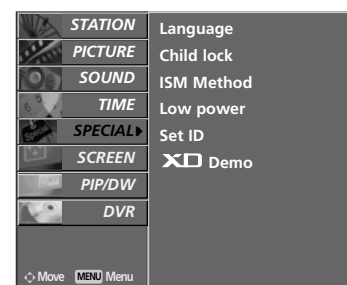 STATION
PICTURE
SOUND
TIME
SPECIAL
SCREEN
PIP/DW
DVR
Move MENU Menu
Language
Child lock
ISM Method
Low power
Set ID
XD Demo